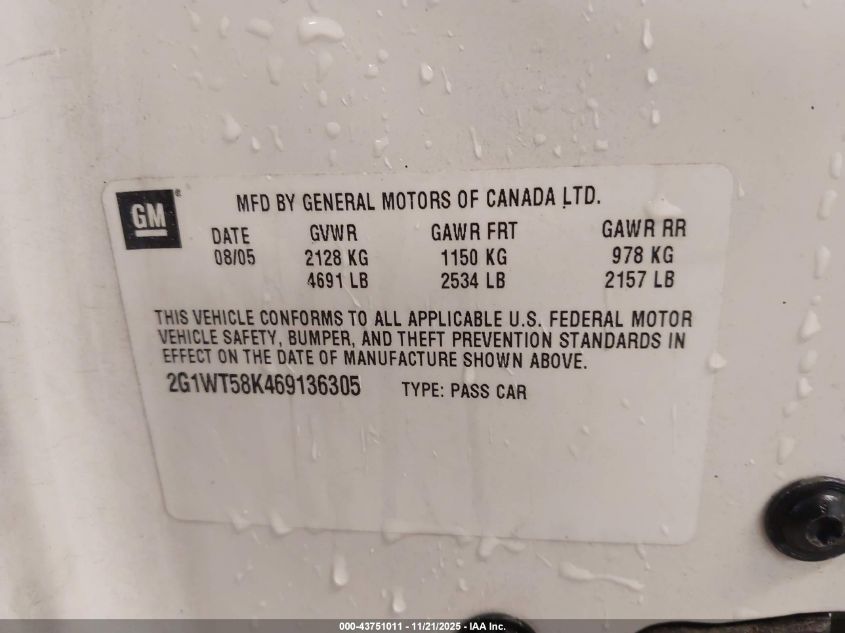 GM ®
MFD BY GENERAL MOTORS OF CANADA LTD.
DATE GVWR GAWR FRT GAWR RR
08/05 2128 KG 1150 KG 978 KG
4691 LB 2534 LB 2157 LB
THIS VEHICLE CONFORMS TO ALL APPLICABLE U.S. FEDERAL MOTOR
VEHICLE SAFETY, BUMPER, AND THEFT PREVENTION STANDARDS IN
EFFECT ON THE DATE OF MANUFACTURE SHOWN ABOVE.
2G1WT58K469136305 TYPE: PASS CAR
000-43751011 - 11/21/2025 - IAA Inc.